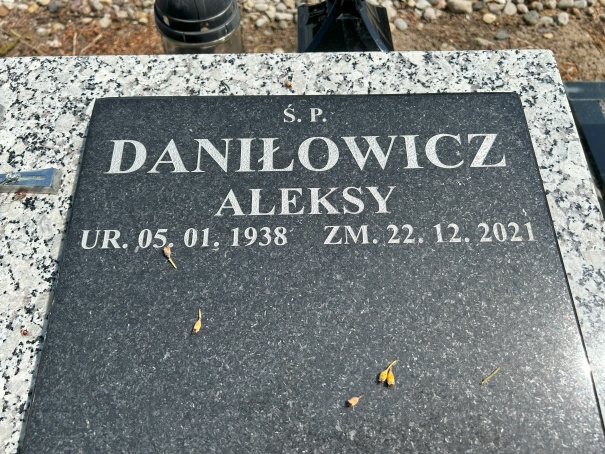 Ś. P.
DANIŁOWICZ
ALEKSY
UR. 05. 01. 1938 ZM. 22. 12. 2021